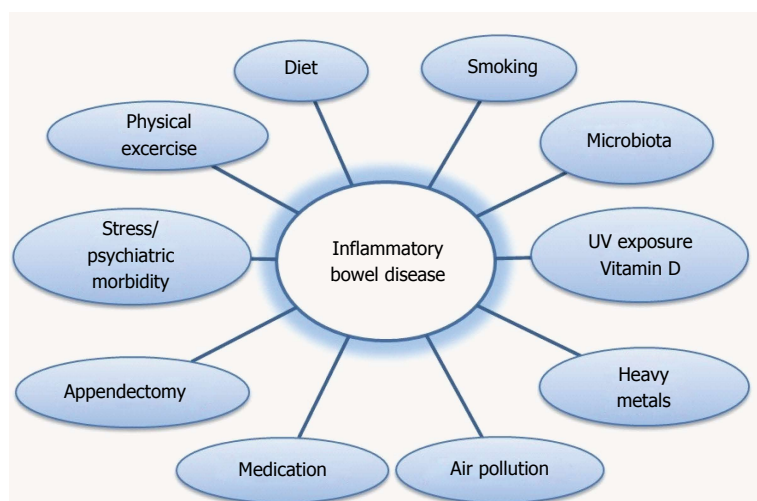 Diet
Smoking
Physical
excercise
Microbiota
Stress/
psychiatric
morbidity
Inflammatory
bowel disease
UV exposure
Vitamin D
Appendectomy
Heavy
metals
Medication
Air pollution